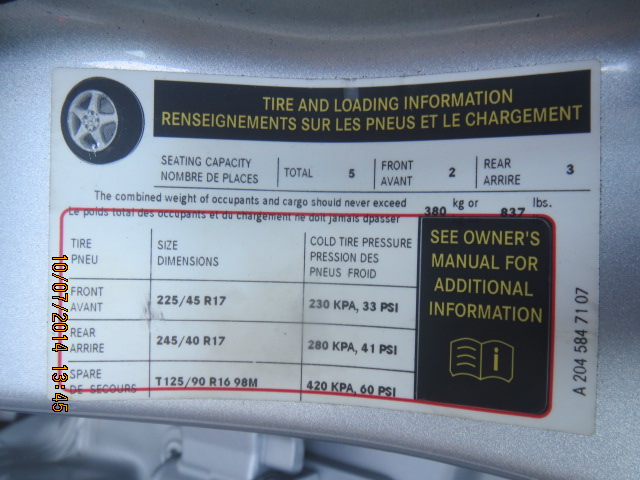 TIRE AND LOADING INFORMATION
RENSEIGNEMENTS SUR LES PNEUS ET LE CHARGEMENT
SEATING CAPACITY
NOMBRE DE PLACES
TOTAL 5
FRONT
AVANT 2
REAR
ARRIRE 3
The combined weight of occupants and cargo should never exceed
Le poids total des occupants et du chargement ne doit jamais dpasser
380 kg or 837 lbs.
TIRE
PNEU
SIZE
DIMENSIONS
COLD TIRE PRESSURE
PRESSION DES
PNEUS FROID
FRONT
AVANT
225/45 R17
230 KPA, 33 PSI
REAR
ARRIRE
245/40 R17
280 KPA, 41 PSI
SPARE
DE SECOURS
T125/90 R16 98M
420 KPA, 60 PSI
SEE OWNER'S
MANUAL FOR
ADDITIONAL
INFORMATION
i
A 204 584 71 07
10/07/2014 13:45